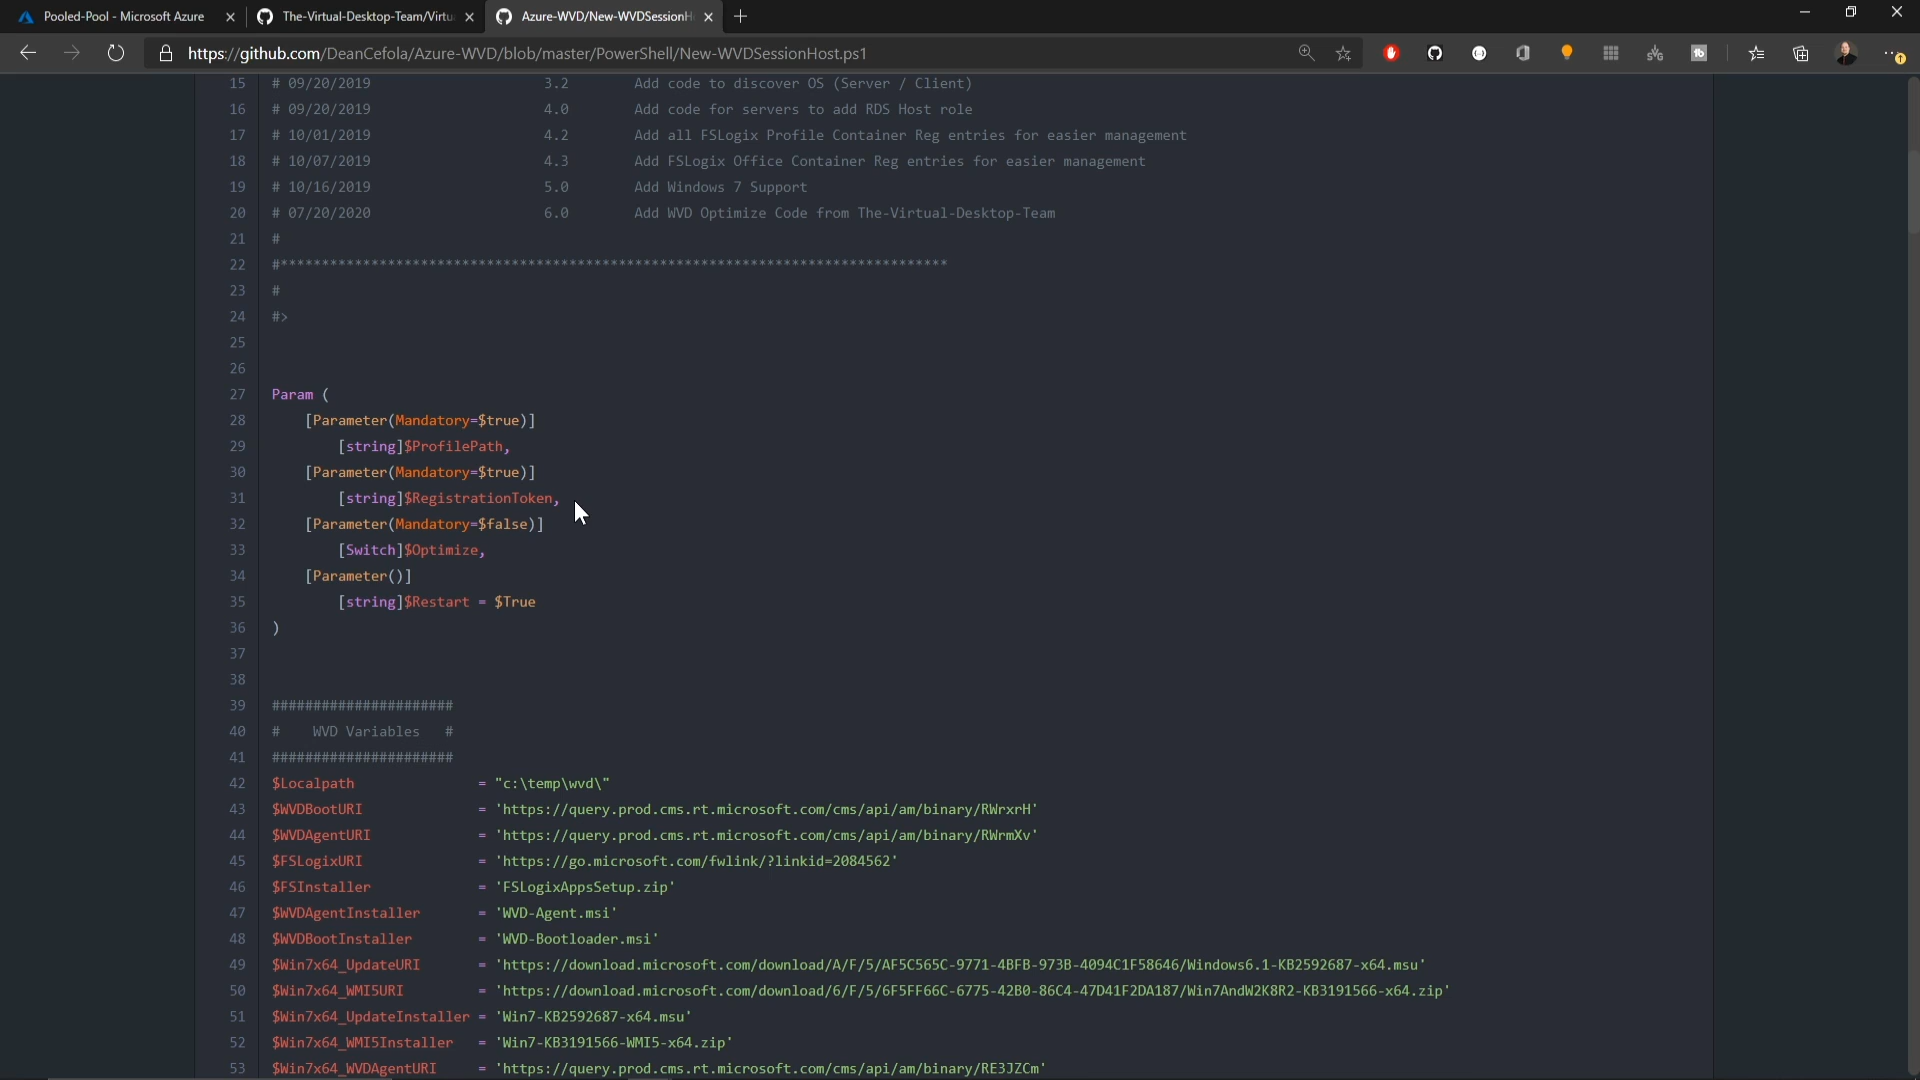 Pooled-Pool - Microsoft Azure
The-Virtual-Desktop-Team/Virtu
Azure-WVD/New-WVDSessionH
https://github.com/DeanCefola/Azure-WVD/blob/master/PowerShell/New-WVDSessionHost.ps1
15 # 09/20/2019 3.2 Add code to discover OS (Server / Client)
16 # 09/20/2019 4.0 Add code for servers to add RDS Host role
17 # 10/01/2019 4.2 Add all FSLogix Profile Container Reg entries for easier management
18 # 10/07/2019 4.3 Add FSLogix Office Container Reg entries for easier management
19 # 10/16/2019 5.0 Add Windows 7 Support
20 # 07/20/2020 6.0 Add WVD Optimize Code from The-Virtual-Desktop-Team
21 #
22 #*********************************************************************************
23 #
24 #>
25
26
27 Param (
28 [Parameter(Mandatory=$true)]
29 [string]$ProfilePath,
30 [Parameter(Mandatory=$true)]
31 [string]$RegistrationToken,
32 [Parameter(Mandatory=$false)]
33 [Switch]$Optimize,
34 [Parameter()]
35 [string]$Restart = $True
36 )
37
38
39 ######################
40 # WVD Variables #
41 ######################
42 $Localpath = "c:\temp\wvd\"
43 $WVDBootURI = 'https://query.prod.cms.rt.microsoft.com/cms/api/am/binary/RWrxrH'
44 $WVDAgentURI = 'https://query.prod.cms.rt.microsoft.com/cms/api/am/binary/RWrmXv'
45 $FSLogixURI = 'https://go.microsoft.com/fwlink/?linkid=2084562'
46 $FSInstaller = 'FSLogixAppsSetup.zip'
47 $WVDAgentInstaller = 'WVD-Agent.msi'
48 $WVDBootInstaller = 'WVD-Bootloader.msi'
49 $Win7x64_UpdateURI = 'https://download.microsoft.com/download/A/F/5/AF5C565C-9771-4BFB-973B-4094C1F58646/Windows6.1-KB2592687-x64.msu'
50 $Win7x64_WMI5URI = 'https://download.microsoft.com/download/6/F/5/6F5FF66C-6775-42B0-86C4-47D41F2DA187/Win7AndW2K8R2-KB3191566-x64.zip'
51 $Win7x64_UpdateInstaller = 'Win7-KB2592687-x64.msu'
52 $Win7x64_WMI5Installer = 'Win7-KB3191566-WMI5-x64.zip'
53 $Win7x64_WVDAgentURI = 'https://query.prod.cms.rt.microsoft.com/cms/api/am/binary/RE3JZCm'